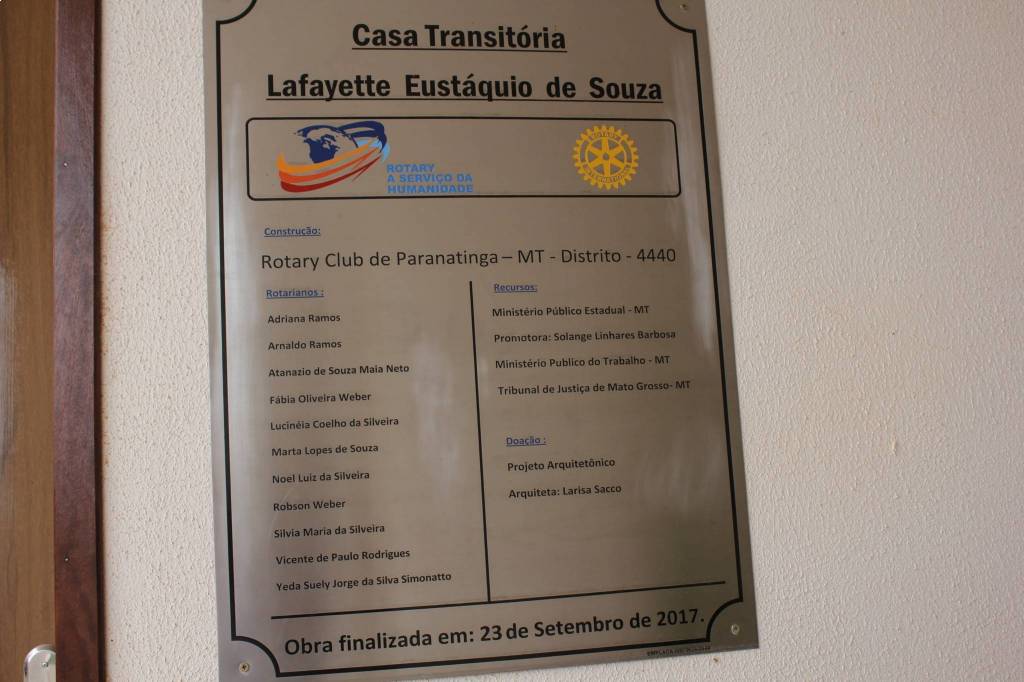 Casa Transitória
Lafayette Eustáquio de Souza
ROTARY
A SERVIÇO DA
HUMANIDADE
ROTARY
INTERNATIONAL
Construção:
Rotary Club de Paranatinga – MT - Distrito - 4440
Rotarianos :
Adriana Ramos
Arnaldo Ramos
Atanazio de Souza Maia Neto
Fábia Oliveira Weber
Lucinéia Coelho da Silveira
Marta Lopes de Souza
Noel Luiz da Silveira
Robson Weber
Silvia Maria da Silveira
Vicente de Paulo Rodrigues
Yeda Suely Jorge da Silva Simonatto
Recursos:
Ministério Público Estadual - MT
Promotora: Solange Linhares Barbosa
Ministério Publico do Trabalho - MT
Tribunal de Justiça de Mato Grosso- MT
Doação :
Projeto Arquitetônico
Arquiteta: Larisa Sacco
Obra finalizada em: 23 de Setembro de 2017.